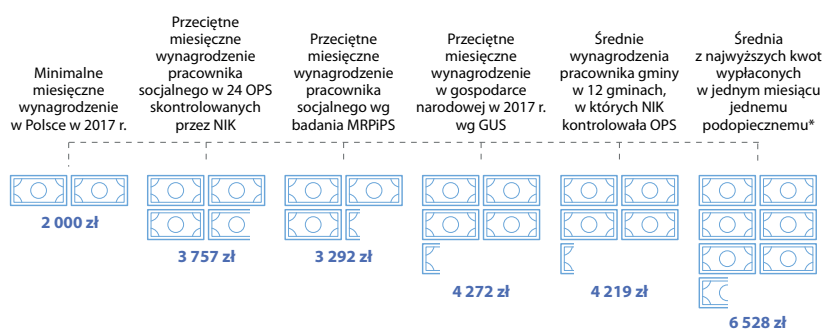 Minimalne
miesięczne
wynagrodzenie
w Polsce w 2017 r.
Przeciętne
miesięczne
wynagrodzenie
pracownika
socjalnego w 24 OPS
skontrolowanych
przez NIK
Przeciętne
miesięczne
wynagrodzenie
pracownika
socjalnego wg
badania MRPiPS
Przeciętne
miesięczne
wynagrodzenie
w gospodarce
narodowej w 2017 r.
wg GUS
Średnie
wynagrodzenia
pracownika gminy
w 12 gminach,
w których NIK
kontrolowała OPS
Średnia
z najwyższych kwot
wypłaconych
w jednym miesiącu
jednemu
podopiecznemu*
2 000 zł
3 757 zł
3 292 zł
4 272 zł
4 219 zł
6 528 zł